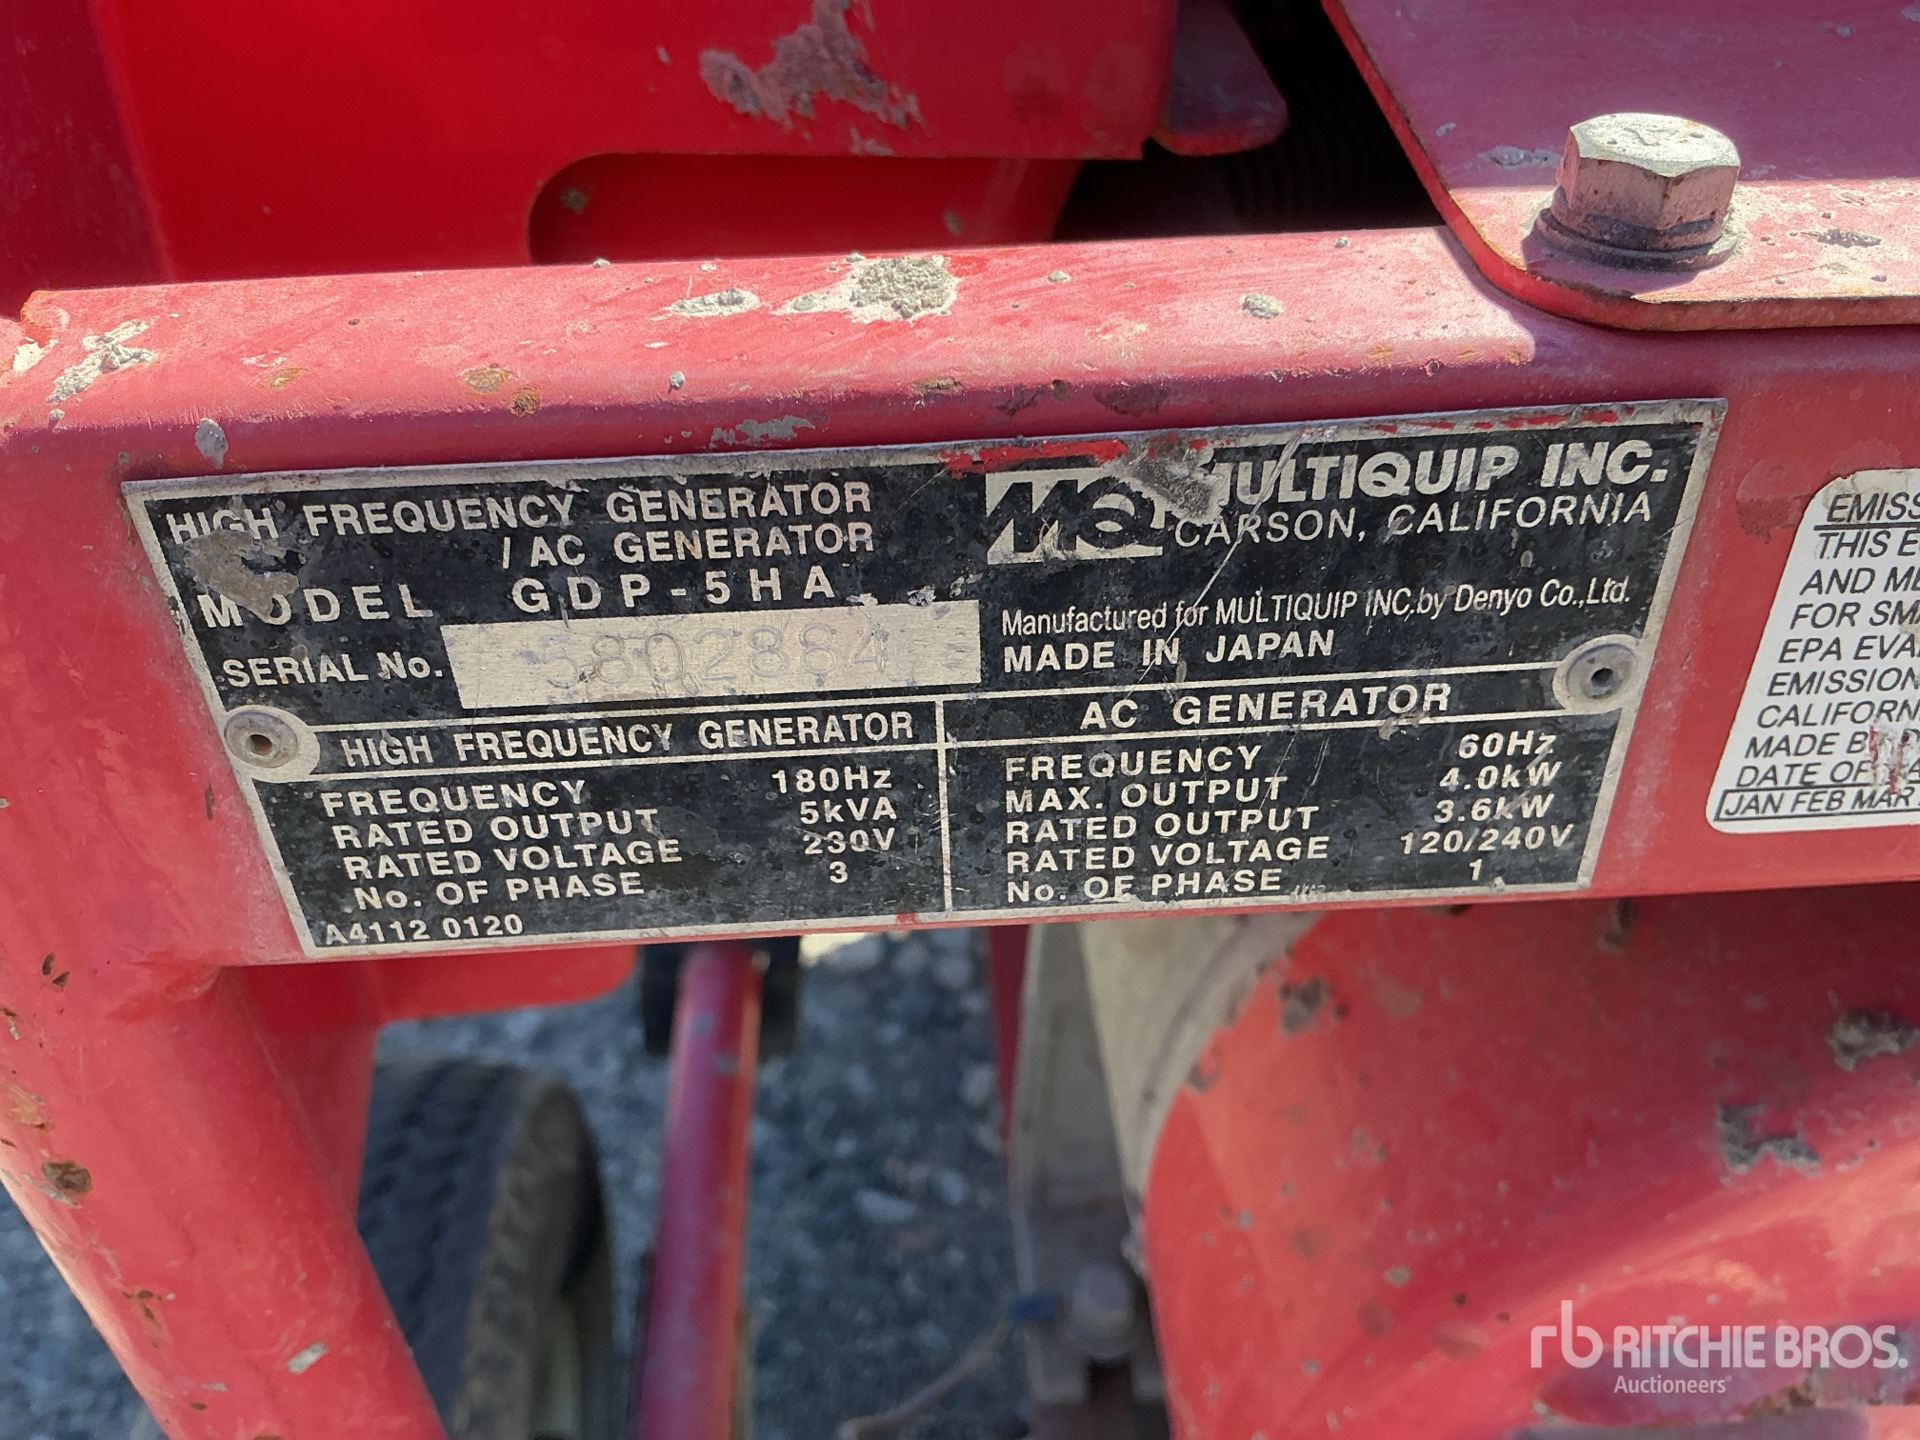 HIGH FREQUENCY GENERATOR
/ AC GENERATOR
MODEL GDP-5HA
SERIAL No. 5802884
MQ MULTIQUIP INC.
CARSON, CALIFORNIA
Manufactured for MULTIQUIP INC. by Denyo Co., Ltd.
MADE IN JAPAN
HIGH FREQUENCY GENERATOR
FREQUENCY 180Hz
RATED OUTPUT 5kVA
RATED VOLTAGE 230V
No. OF PHASE 3
A4112 0120
AC GENERATOR
FREQUENCY 60Hz
MAX. OUTPUT 4.0kW
RATED OUTPUT 3.6kW
RATED VOLTAGE 120/240V
No. OF PHASE 1
THIS
AND
FOR
EPA
EMISSION
MADE
DATE OF
JAN FEB MAR
rb RITCHIE BROS.
Auctioneers